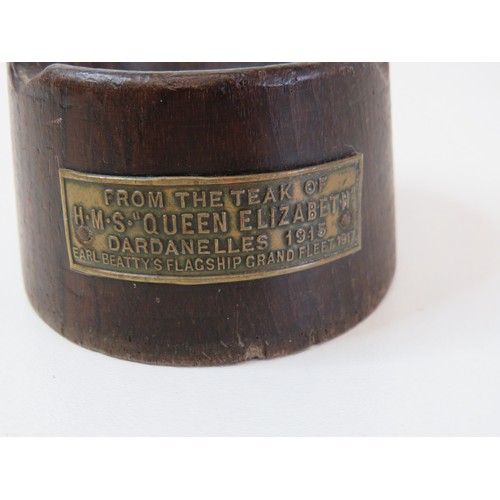 FROM THE TEAK OF
H·M·S·"QUEEN ELIZABETH"
DARDANELLES 1915
EARL BEATTY'S FLAGSHIP GRAND FLEET 1917